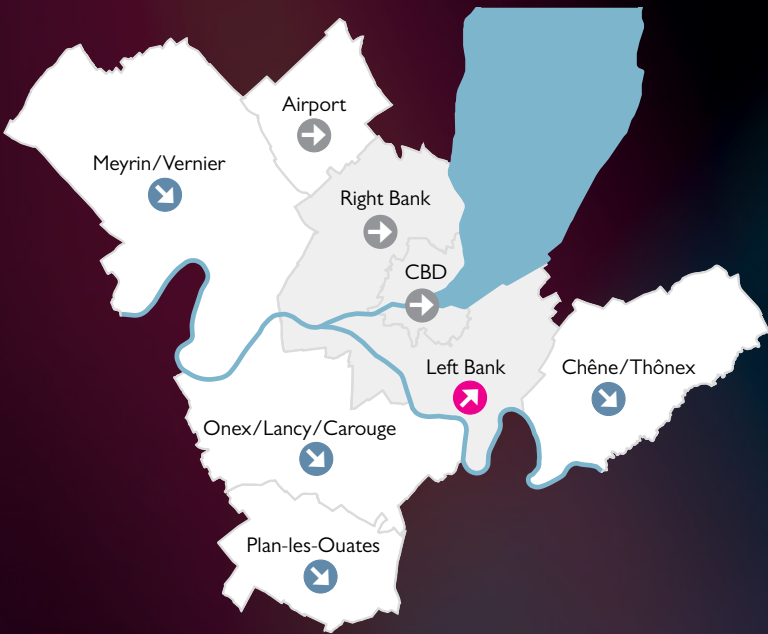 Airport
Meyrin/Vernier
Right Bank
CBD
Left Bank
Chêne/Thônex
Onex/Lancy/Carouge
Plan-les-Ouates